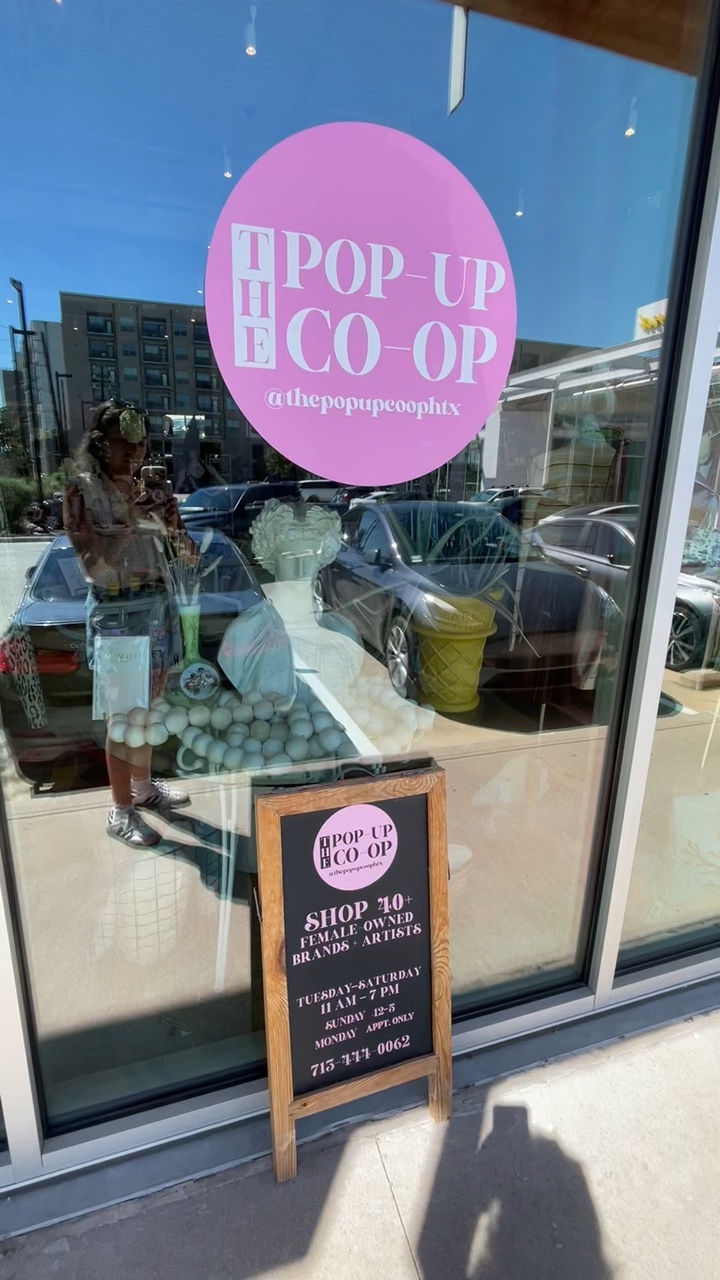 THE
POP-UP
CO-OP
@thepopupcoophtx
THE
POP-UP
CO-OP
@thepopupcoophtx
SHOP 40+
FEMALE-OWNED
BRANDS + ARTISTS
TUESDAY-SATURDAY
11 AM - 7 PM
SUNDAY 12-5
MONDAY APPT. ONLY
713-444-0062